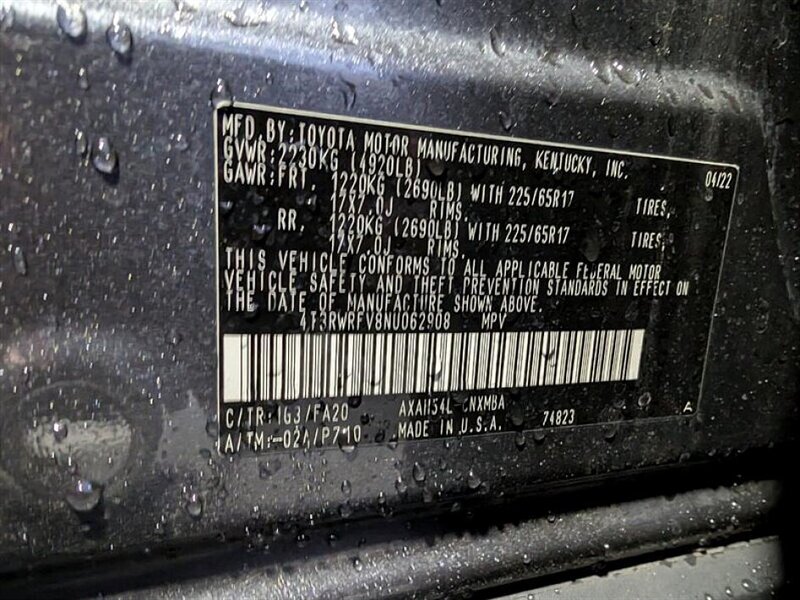 MFD.BY:TOYOTA MOTOR MANUFACTURING, KENTUCKY, INC.
04/22
GVWR:2230KG (4920LB)
GAWR:FRT. 1220KG (2690LB) WITH 225/65R17 TIRES,
17X7.0J RIMS.
RR. 1220KG (2690LB) WITH 225/65R17 TIRES,
17X7.0J RIMS.
THIS VEHICLE CONFORMS TO ALL APPLICABLE FEDERAL MOTOR
VEHICLE SAFETY AND THEFT PREVENTION STANDARDS IN EFFECT ON
THE DATE OF MANUFACTURE SHOWN ABOVE.
4T3RWRFV8NU062908 MPV
C/TR: 1G3/FA20
A/TM:-02A/P710 MADE IN U.S.A. 74823
A